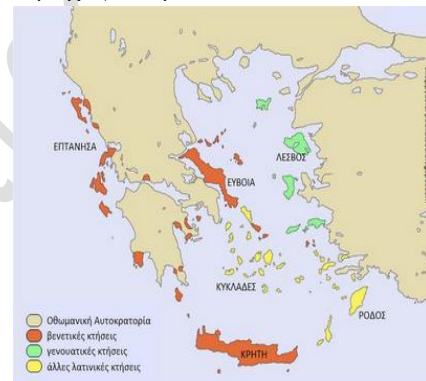 ΕΠΤΑΝΗΣΑ
ΛΕΣΒΟΣ
ΕΥΒΟΙΑ
ΚΥΚΛΑΔΕΣ
ΡΟΔΟΣ
ΚΡΗΤΗ
Οθωμανική Αυτοκρατορία
βενετικές κτήσεις
γενουατικές κτήσεις
άλλες λατινικές κτήσεις